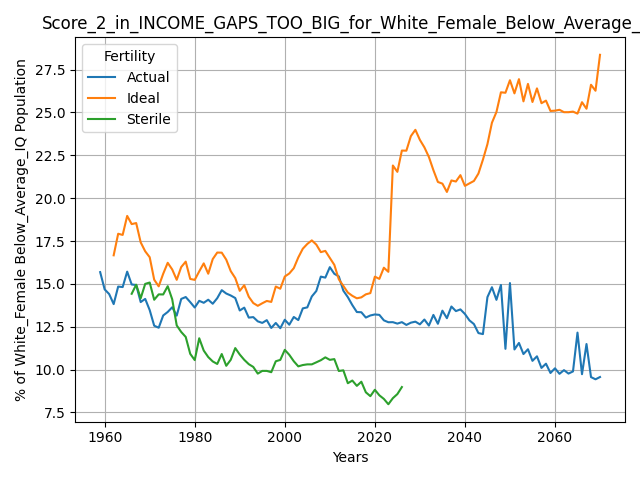 Score_2_in_INCOME_GAPS_TOO_BIG_for_White_Female_Below_Average_
Fertility
Actual
Ideal
Sterile
% of White_Female Below_Average_IQ Population
27.5
25.0
22.5
20.0
17.5
15.0
12.5
10.0
7.5
1960
1980
2000
2020
2040
2060
Years